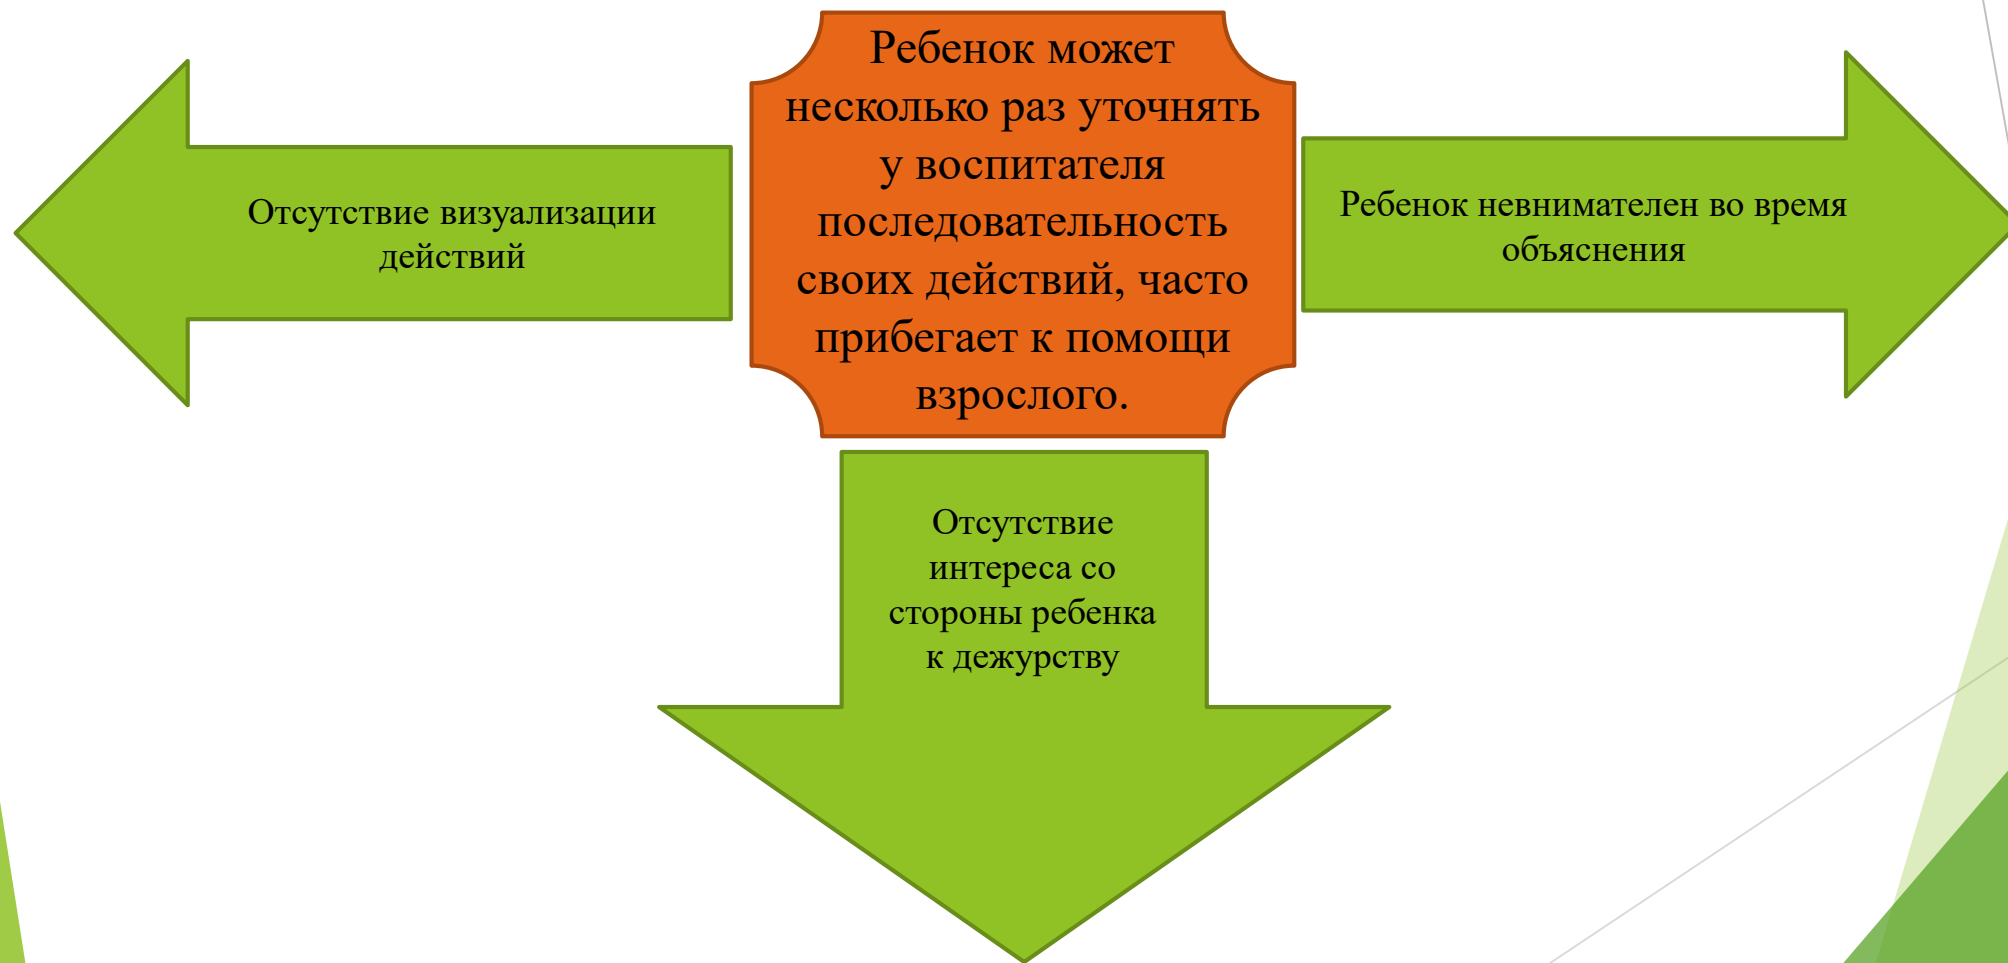 Ребенок может
несколько раз уточнять
у воспитателя
последовательность
своих действий, часто
прибегает к помощи
взрослого.
Отсутствие визуализации
действий
Ребенок невнимателен во время
объяснения
Отсутствие
интереса со
стороны ребенка
к дежурству